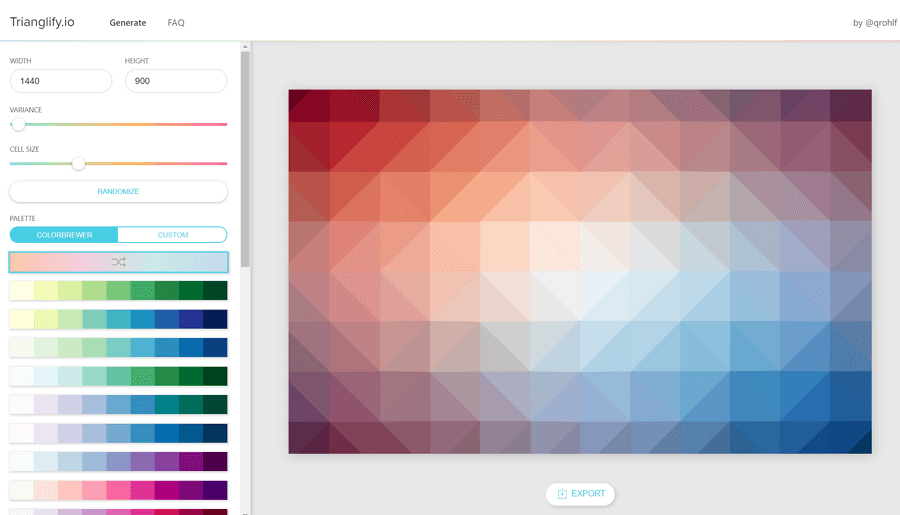 Trianglify.io Generate FAQ by @qrohlf
WIDTH HEIGHT
1440 900
VARIANCE
CELL SIZE
RANDOMIZE
PALETTE
COLORBREWER CUSTOM
EXPORT